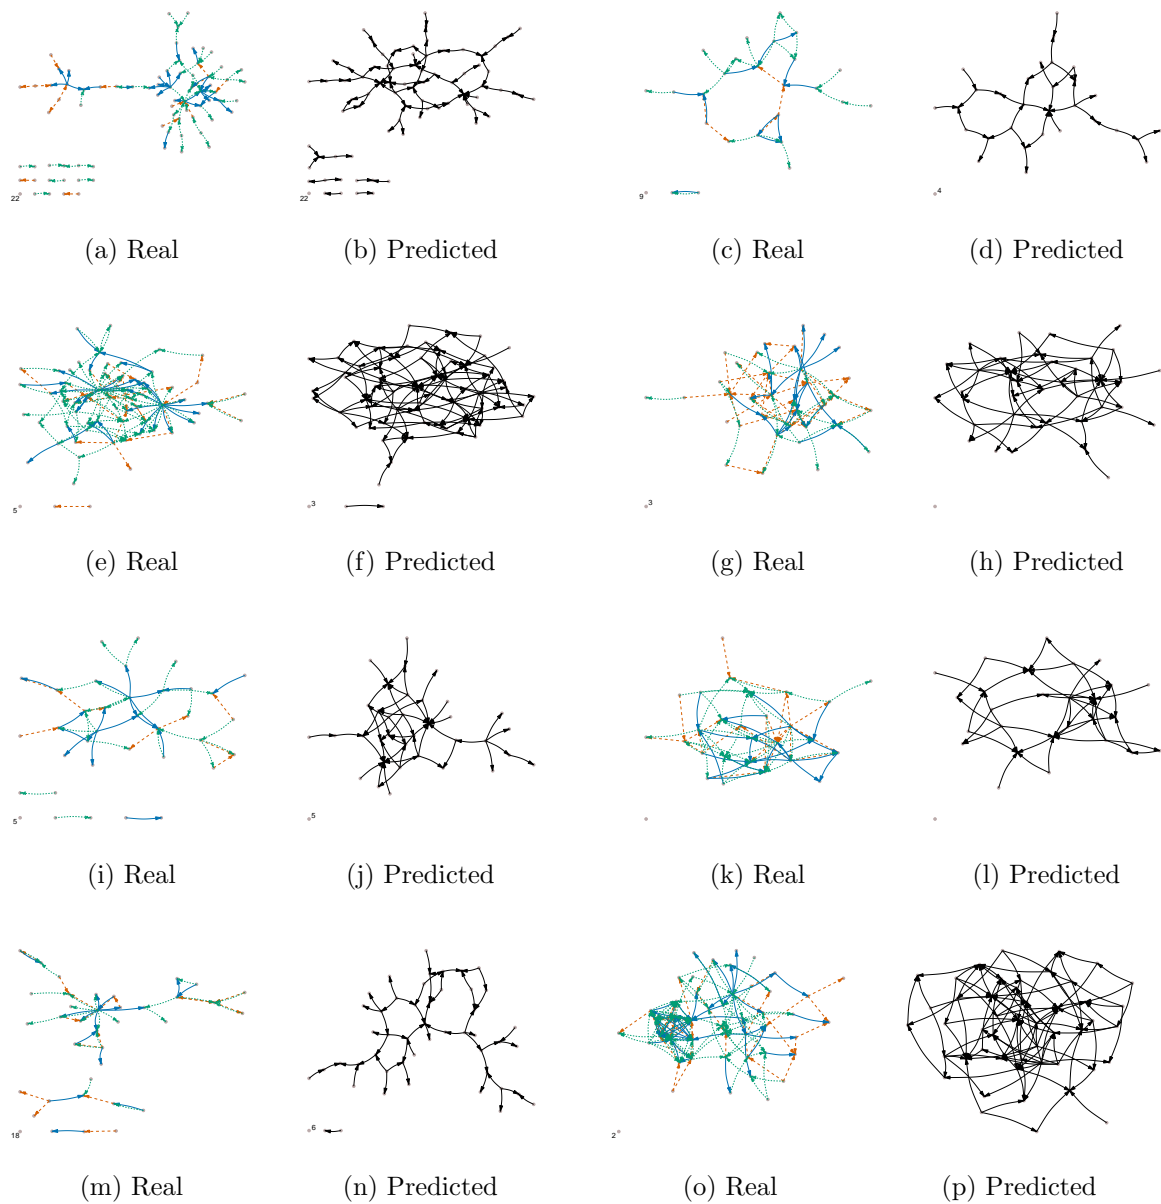 22 22 9 4
(a) Real (b) Predicted (c) Real (d) Predicted
5 3 3
(e) Real (f) Predicted (g) Real (h) Predicted
5 5
(i) Real (j) Predicted (k) Real (l) Predicted
18 6 2
(m) Real (n) Predicted (o) Real (p) Predicted